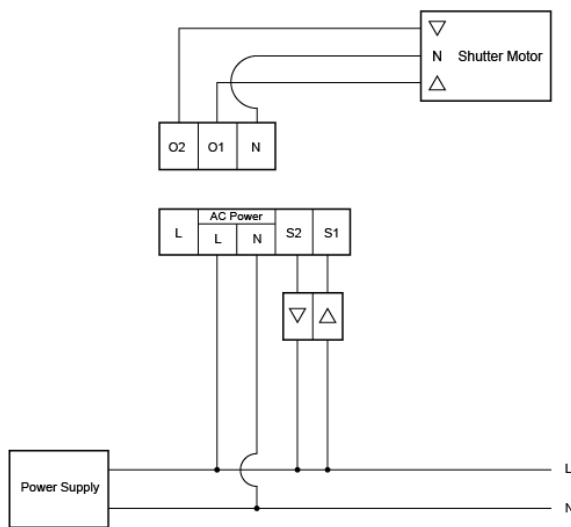 ▽
N Shutter Motor
△
O2 O1 N
AC Power
L L N S2 S1
▽ △
Power Supply
L
N